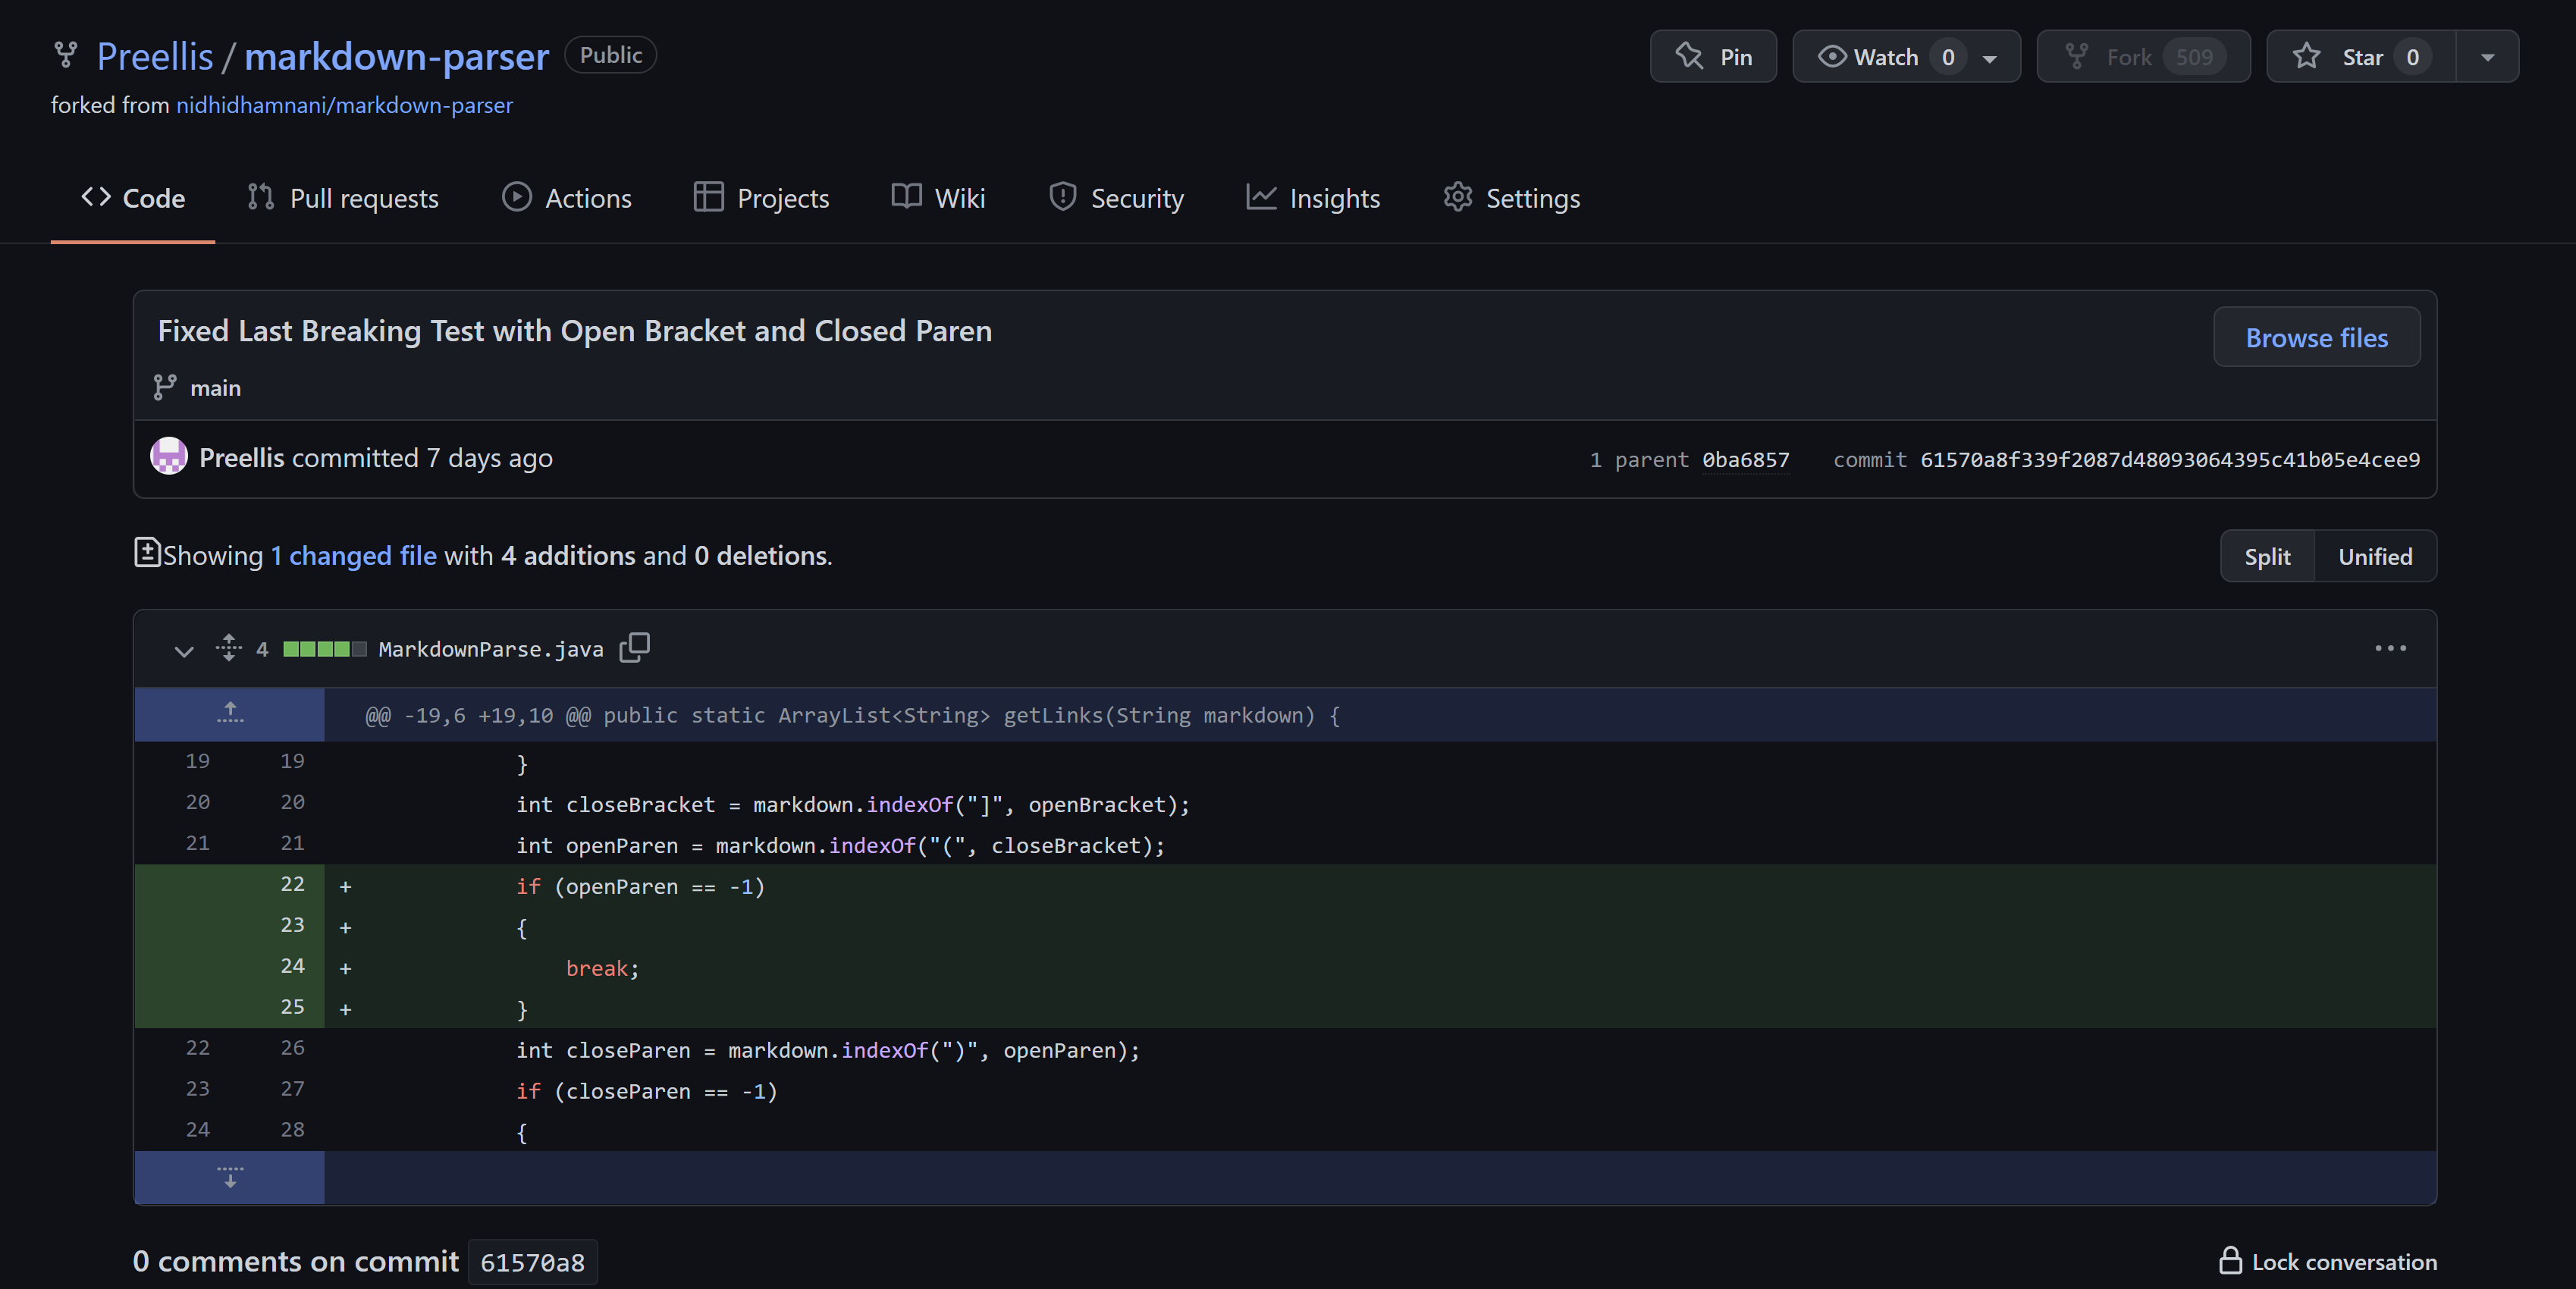 Preellis / markdown-parser Public
Pin Watch 0 Fork 509 Star 0
forked from nidhidhamnani/markdown-parser
Code Pull requests Actions Projects Wiki Security Insights Settings
Fixed Last Breaking Test with Open Bracket and Closed Paren
Browse files
main
Preellis committed 7 days ago 1 parent 0ba6857 commit 61570a8f339f2087d48093064395c41b05e4cee9
Showing 1 changed file with 4 additions and 0 deletions. Split Unified
4 MarkdownParse.java
@@ -19,6 +19,10 @@ public static ArrayList<String> getLinks(String markdown) {
19 19 }
20 20 int closeBracket = markdown.indexOf("]", openBracket);
21 21 int openParen = markdown.indexOf("(", closeBracket);
22 + if (openParen == -1)
23 + {
24 + break;
25 + }
22 26 int closeParen = markdown.indexOf(")", openParen);
23 27 if (closeParen == -1)
24 28 {
0 comments on commit 61570a8 Lock conversation